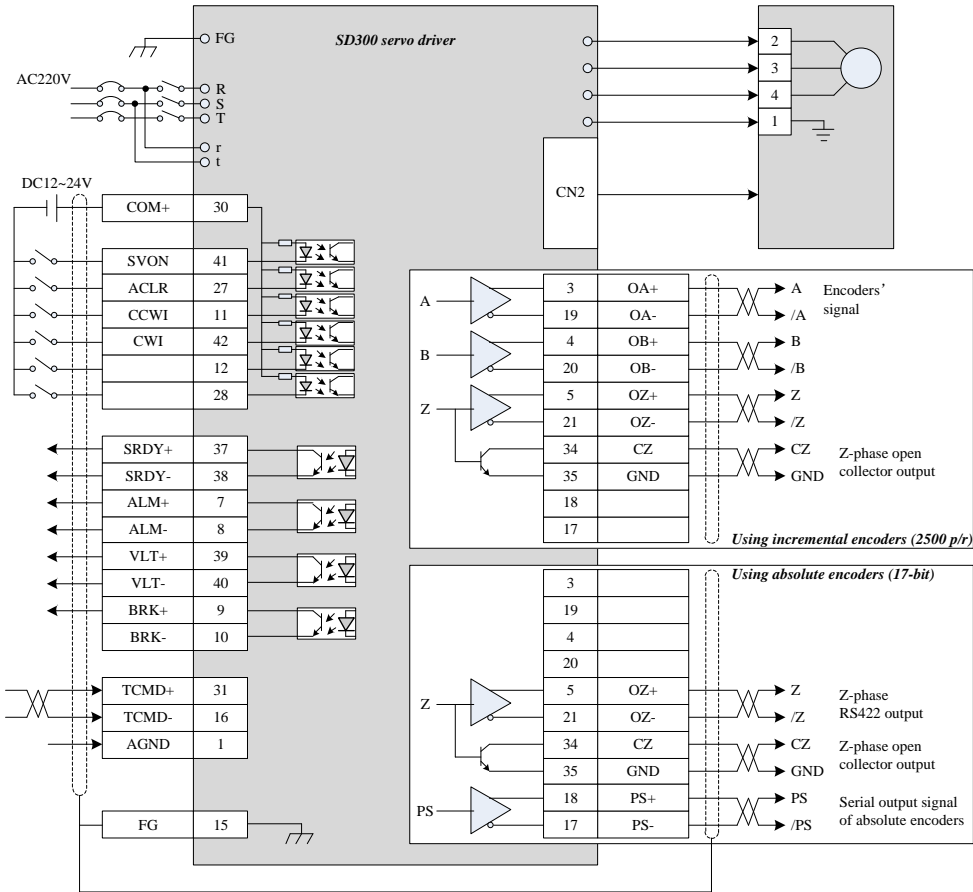 SD300 servo driver
FG
AC220V
R
S
T
r
t
2
3
4
1
CN2
DC12~24V
COM+ 30
SVON 41
ACLR 27
CCWI 11
CWI 42
12
28
SRDY+ 37
SRDY- 38
ALM+ 7
ALM- 8
VLT+ 39
VLT- 40
BRK+ 9
BRK- 10
TCMD+ 31
TCMD- 16
AGND 1
FG 15
A 3 OA+ A
19 OA- /A
Encoders'
signal
B 4 OB+ B
20 OB- /B
Z 5 OZ+ Z
21 OZ- /Z
34 CZ CZ
35 GND GND
Z-phase open
collector output
18
17
Using incremental encoders (2500 p/r)
Using absolute encoders (17-bit)
3
19
4
20
Z 5 OZ+ Z
21 OZ- /Z
Z-phase
RS422 output
34 CZ CZ
35 GND GND
Z-phase open
collector output
PS 18 PS+ PS
17 PS- /PS
Serial output signal
of absolute encoders